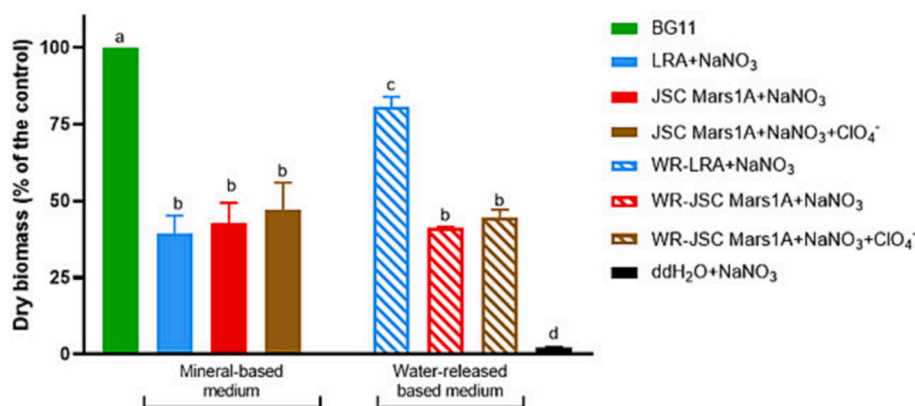 Dry biomass (% of the control)
100
75
50
25
0
a
b
b
b
c
b
b
d
Mineral-based
medium
Water-released
based medium
BG11
LRA+NaNO₃
JSC Mars1A+NaNO₃
JSC Mars1A+NaNO₃+ClO₄⁻
WR-LRA+NaNO₃
WR-JSC Mars1A+NaNO₃
WR-JSC Mars1A+NaNO₃+ClO₄⁻
ddH₂O+NaNO₃